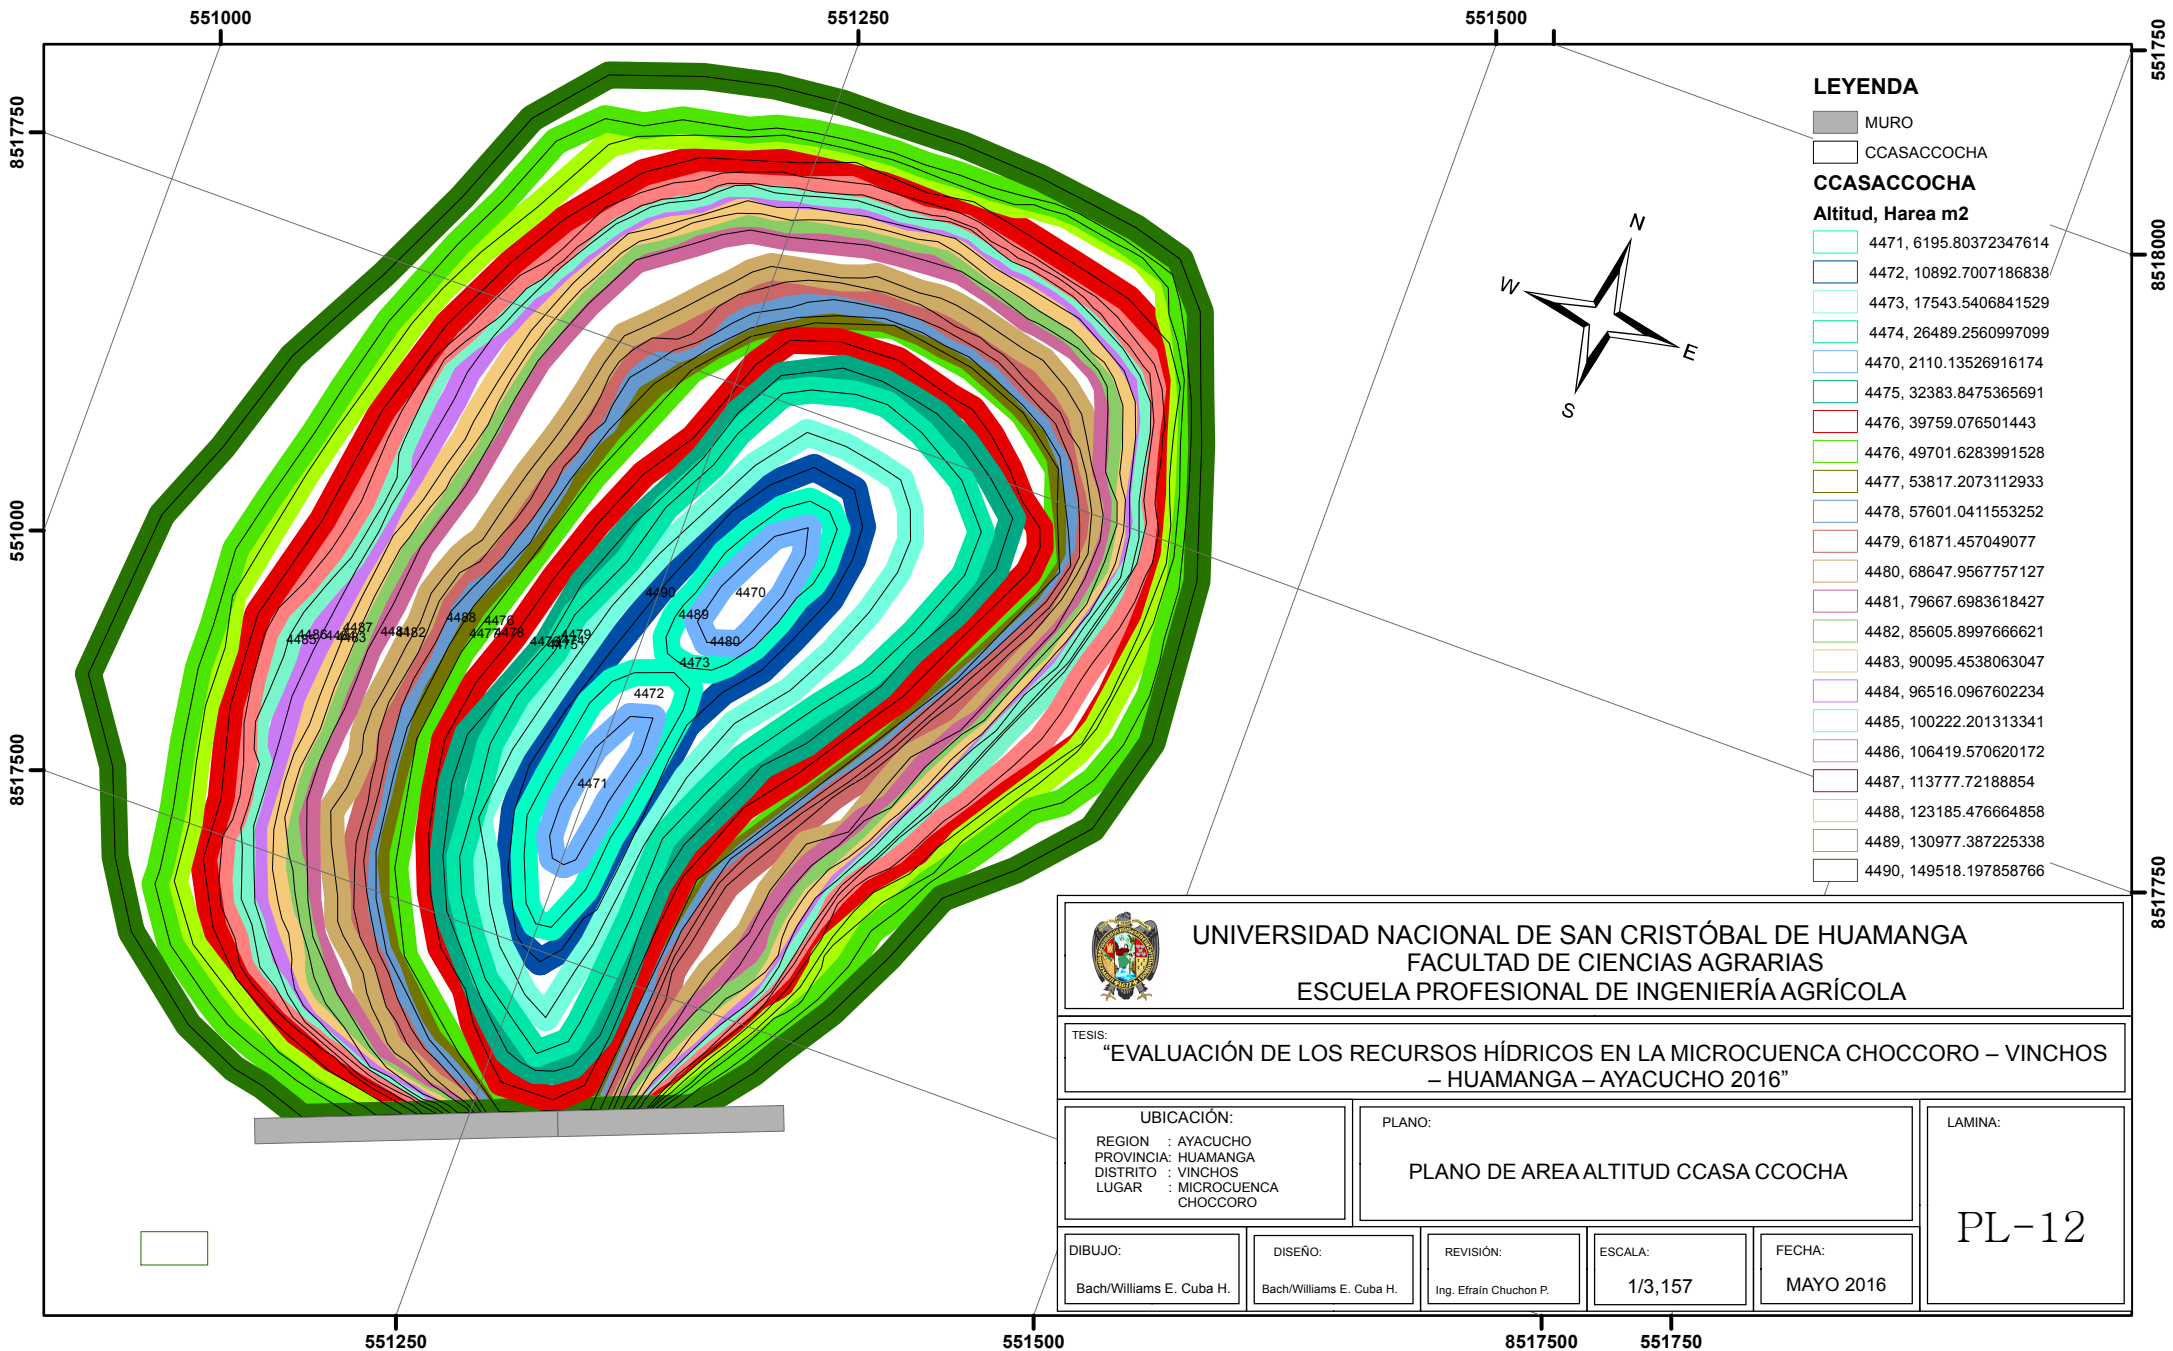 551000
551250
551500
551750
8517750
8518000
551000
8517500
8517750
551250
551500
8517500
551750
N
W
E
S
LEYENDA
MURO
CCASACCOCHA
CCASACCOCHA
Altitud, Harea m2
4471, 6195.80372347614
4472, 10892.7007186838
4473, 17543.5406841529
4474, 26489.2560997099
4470, 2110.13526916174
4475, 32383.8475365691
4476, 39759.076501443
4476, 49701.6283991528
4477, 53817.2073112933
4478, 57601.0411553252
4479, 61871.457049077
4480, 68647.9567757127
4481, 79667.6983618427
4482, 85605.8997666621
4483, 90095.4538063047
4484, 96516.0967602234
4485, 100222.201313341
4486, 106419.570620172
4487, 113777.72188854
4488, 123185.476664858
4489, 130977.387225338
4490, 149518.197858766
4490
4470
4489
4480
4473
4472
4471
4488
4476
4477
4478
4479
4475
4487
4485
4486
4483
4481
4482
UNIVERSIDAD NACIONAL DE SAN CRISTÓBAL DE HUAMANGA
FACULTAD DE CIENCIAS AGRARIAS
ESCUELA PROFESIONAL DE INGENIERÍA AGRÍCOLA
TESIS:
“EVALUACIÓN DE LOS RECURSOS HÍDRICOS EN LA MICROCUENCA CHOCCORO – VINCHOS
– HUAMANGA – AYACUCHO 2016”
UBICACIÓN:
REGION : AYACUCHO
PROVINCIA: HUAMANGA
DISTRITO : VINCHOS
LUGAR : MICROCUENCA
CHOCCORO
PLANO:
PLANO DE AREA ALTITUD CCASA CCOCHA
LAMINA:
PL-12
DIBUJO:
Bach/Williams E. Cuba H.
DISEÑO:
Bach/Williams E. Cuba H.
REVISIÓN:
Ing. Efraín Chuchon P.
ESCALA:
1/3,157
FECHA:
MAYO 2016